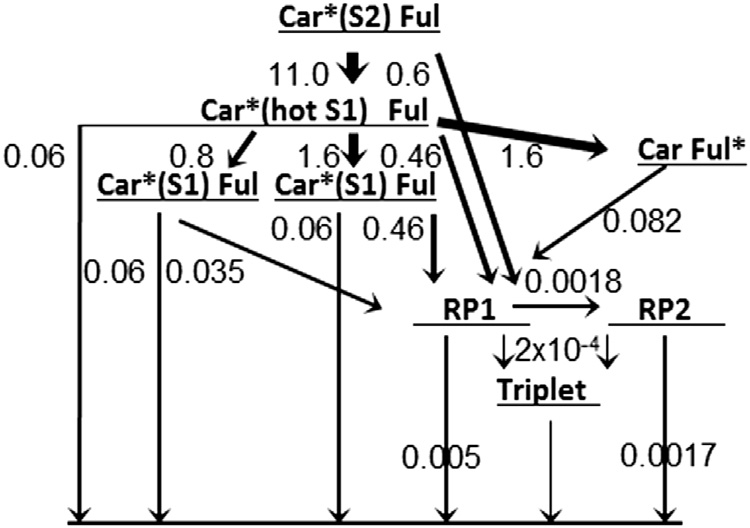 Car*(S2) Ful
11.0 0.6
Car*(hot S1) Ful
0.06 0.8 1.6 0.46 1.6 Car Ful*
Car*(S1) Ful Car*(S1) Ful
0.06 0.46 0.082
0.06 0.035 0.0018
RP1 RP2
2x10-4
Triplet
0.005 0.0017